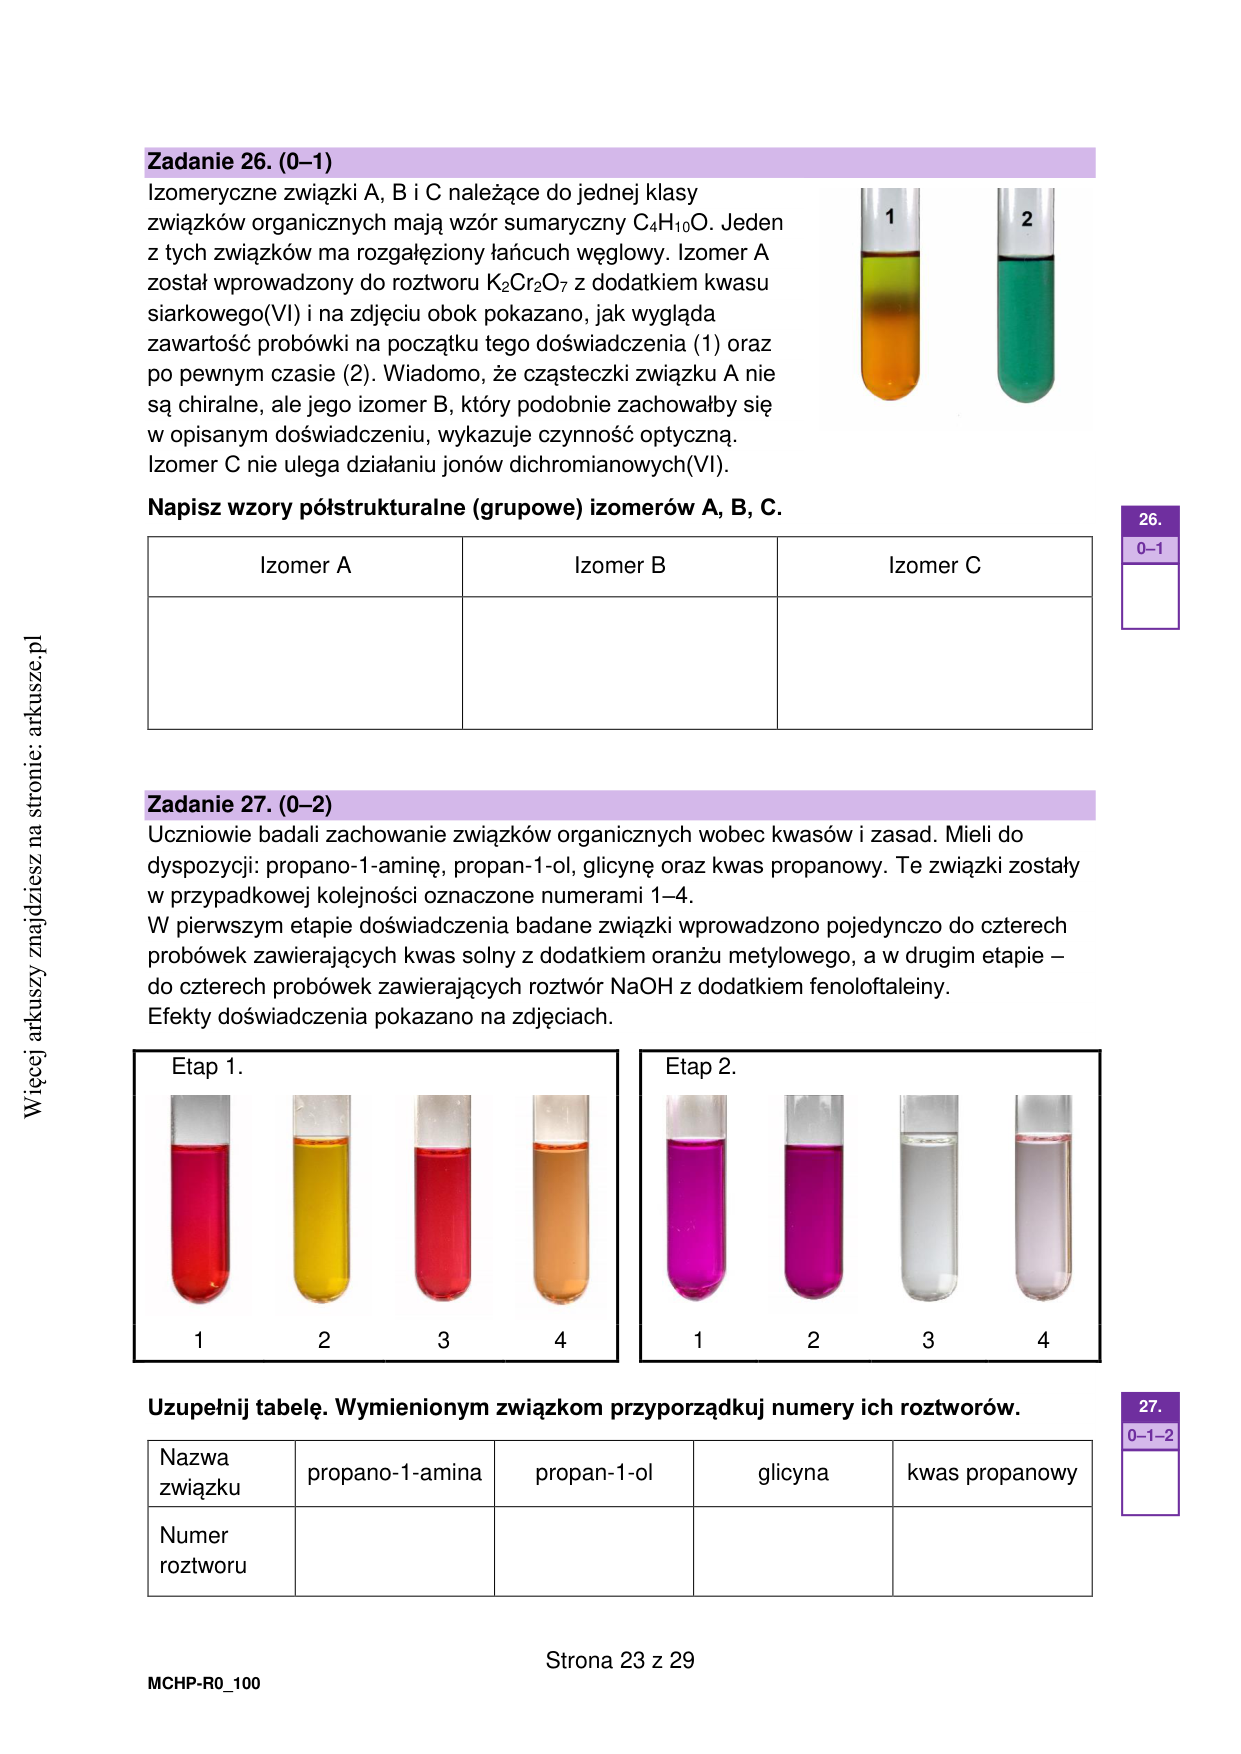 Zadanie 26. (0–1)
Izomeryczne związki A, B i C należące do jednej klasy
związków organicznych mają wzór sumaryczny C₄H₁₀O. Jeden
z tych związków ma rozgałęziony łańcuch węglowy. Izomer A
został wprowadzony do roztworu K₂Cr₂O₇ z dodatkiem kwasu
siarkowego(VI) i na zdjęciu obok pokazano, jak wygląda
zawartość probówki na początku tego doświadczenia (1) oraz
po pewnym czasie (2). Wiadomo, że cząsteczki związku A nie
są chiralne, ale jego izomer B, który podobnie zachowałby się
w opisanym doświadczeniu, wykazuje czynność optyczną.
Izomer C nie ulega działaniu jonów dichromianowych(VI).
1
2
Napisz wzory półstrukturalne (grupowe) izomerów A, B, C.
26.
0–1
Izomer A
Izomer B
Izomer C
Zadanie 27. (0–2)
Uczniowie badali zachowanie związków organicznych wobec kwasów i zasad. Mieli do
dyspozycji: propano-1-aminę, propan-1-ol, glicynę oraz kwas propanowy. Te związki zostały
w przypadkowej kolejności oznaczone numerami 1–4.
W pierwszym etapie doświadczenia badane związki wprowadzono pojedynczo do czterech
probówek zawierających kwas solny z dodatkiem oranżu metylowego, a w drugim etapie –
do czterech probówek zawierających roztwór NaOH z dodatkiem fenoloftaleiny.
Efekty doświadczenia pokazano na zdjęciach.
Etap 1.
1 2 3 4
Etap 2.
1 2 3 4
Uzupełnij tabelę. Wymienionym związkom przyporządkuj numery ich roztworów.
27.
0–1–2
Nazwa
związku
propano-1-amina
propan-1-ol
glicyna
kwas propanowy
Numer
roztworu
Strona 23 z 29
MCHP-R0_100
Więcej arkuszy znajdziesz na stronie: arkusze.pl